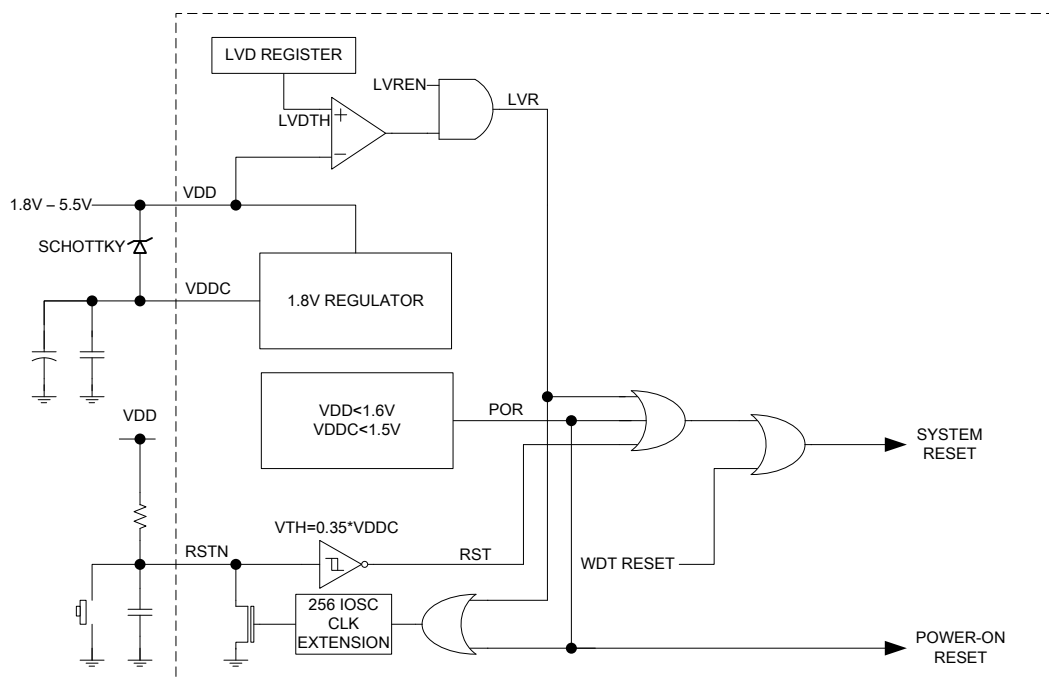 LVD REGISTER
LVREN
LVR
LVDTH
+
−
VDD
1.8V – 5.5V
SCHOTTKY
VDDC
1.8V REGULATOR
VDD
VDD<1.6V
VDDC<1.5V
POR
SYSTEM
RESET
VTH=0.35*VDDC
RSTN
RST
WDT RESET
256 IOSC
CLK
EXTENSION
POWER-ON
RESET